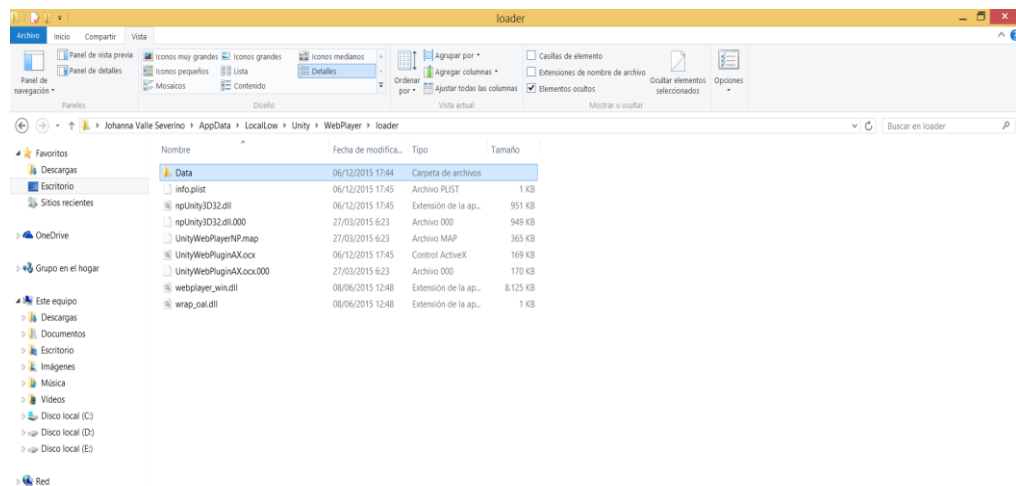 loader
Archivo Inicio Compartir Vista
Panel de navegación
Panel de vista previa
Panel de detalles
Paneles
Iconos muy grandes Iconos grandes Iconos medianos
Iconos pequeños Lista Detalles
Mosaicos Contenido
Diseño
Ordenar por
Agrupar por
Agregar columnas
Ajustar todas las columnas
Vista actual
Casillas de elemento
Extensiones de nombre de archivo
Elementos ocultos
Ocultar elementos seleccionados
Mostrar u ocultar
Opciones
Johanna Valle Severino AppData LocalLow Unity WebPlayer loader
Buscar en loader
Favoritos
Descargas
Escritorio
Sitios recientes
OneDrive
Grupo en el hogar
Este equipo
Descargas
Documentos
Escritorio
Imágenes
Música
Vídeos
Disco local (C:)
Disco local (D:)
Disco local (E:)
Red
Nombre Fecha de modifica... Tipo Tamaño
Data 06/12/2015 17:44 Carpeta de archivos
info.plist 06/12/2015 17:45 Archivo PLIST 1 KB
npUnity3D32.dll 06/12/2015 17:45 Extensión de la ap... 951 KB
npUnity3D32.dll.000 27/03/2015 6:23 Archivo 000 949 KB
UnityWebPlayerNP.map 27/03/2015 6:23 Archivo MAP 365 KB
UnityWebPluginAX.ocx 06/12/2015 17:45 Control ActiveX 169 KB
UnityWebPluginAX.ocx.000 27/03/2015 6:23 Archivo 000 170 KB
webplayer_win.dll 08/06/2015 12:48 Extensión de la ap... 8.125 KB
wrap_oal.dll 08/06/2015 12:48 Extensión de la ap... 1 KB